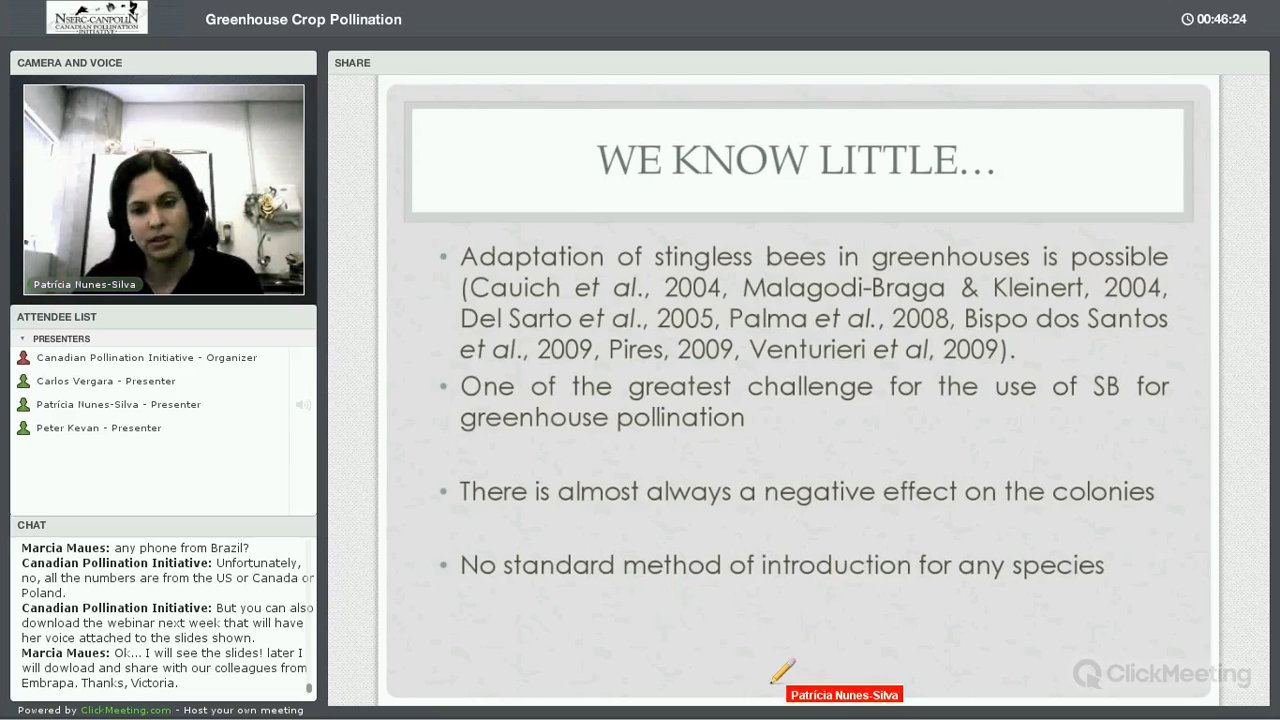 NSERC-CANPOLIN
CANADIAN POLLINATION
INITIATIVE
Greenhouse Crop Pollination
00:46:24
CAMERA AND VOICE
Patrícia Nunes-Silva
ATTENDEE LIST
PRESENTERS
Canadian Pollination Initiative - Organizer
Carlos Vergara - Presenter
Patrícia Nunes-Silva - Presenter
Peter Kevan - Presenter
CHAT
Marcia Maues: any phone from Brazil?
Canadian Pollination Initiative: Unfortunately,
no, all the numbers are from the US or Canada or
Poland.
Canadian Pollination Initiative: But you can also
download the webinar next week that will have
her voice attached to the slides shown.
Marcia Maues: Ok... I will see the slides! later I
will dowload and share with our colleagues from
Embrapa. Thanks, Victoria.
Powered by ClickMeeting.com - Host your own meeting
SHARE
WE KNOW LITTLE…
• Adaptation of stingless bees in greenhouses is possible
(Cauich et al., 2004, Malagodi-Braga & Kleinert, 2004,
Del Sarto et al., 2005, Palma et al., 2008, Bispo dos Santos
et al., 2009, Pires, 2009, Venturieri et al, 2009).
• One of the greatest challenge for the use of SB for
greenhouse pollination
• There is almost always a negative effect on the colonies
• No standard method of introduction for any species
Patrícia Nunes-Silva
ClickMeeting